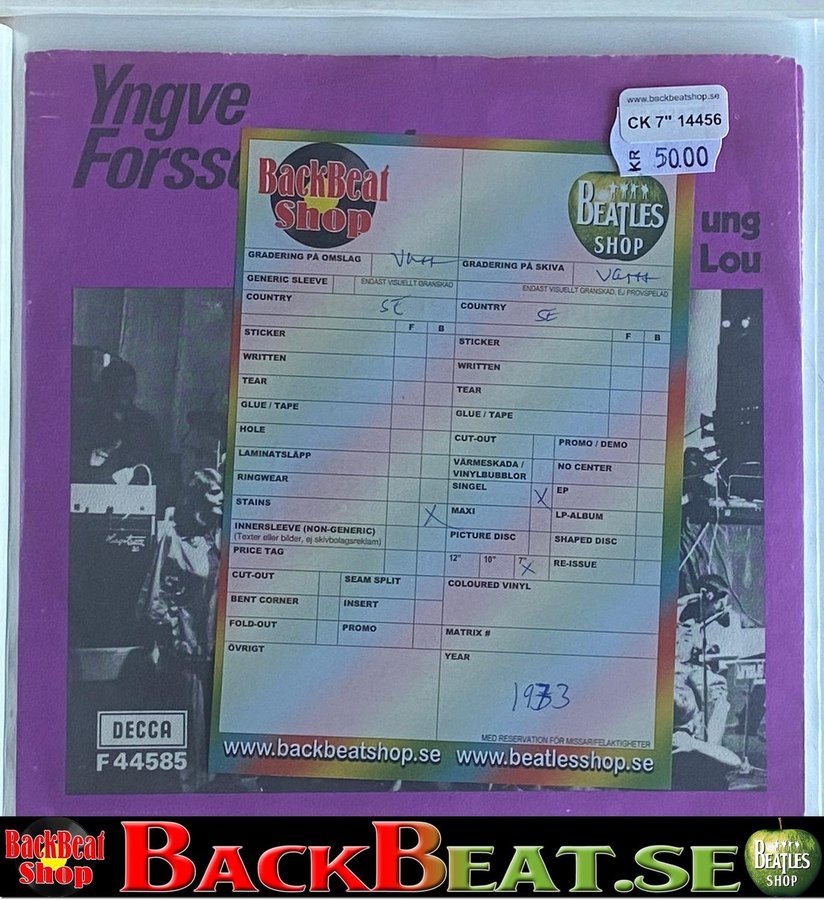 Yngve
Forss
ung
Lou
www.backbeatshop.se
CK 7" 14456
KR 50.00
BackBeat
Shop
BEATLES
SHOP
GRADERING PÅ OMSLAG
GRADERING PÅ SKIVA
GENERIC SLEEVE
ENDAST VISUELLT GRANSKAD
ENDAST VISUELLT GRANSKAD, EJ PROVSPELAD
COUNTRY SE
COUNTRY SE
F B
F B
STICKER
STICKER
WRITTEN
WRITTEN
TEAR
TEAR
GLUE / TAPE
GLUE / TAPE
HOLE
CUT-OUT
PROMO / DEMO
LAMINATSLÄPP
VÄRMESKADA /
VINYLBUBBLOR
NO CENTER
RINGWEAR
SINGEL X
EP
STAINS X
MAXI
LP-ALBUM
INNERSLEEVE (NON-GENERIC)
(Texter eller bilder, ej skivbolagsreklam)
PICTURE DISC
SHAPED DISC
PRICE TAG
12" 10" 7" X
RE-ISSUE
CUT-OUT
SEAM SPLIT
COLOURED VINYL
BENT CORNER
INSERT
FOLD-OUT
PROMO
MATRIX #
ÖVRIGT
YEAR
1973
MED RESERVATION FÖR MISSAR/FELAKTIGHETER
www.backbeatshop.se www.beatlesshop.se
DECCA
F 44585
BackBeat
Shop
BACKBEAT.SE
BEATLES
SHOP